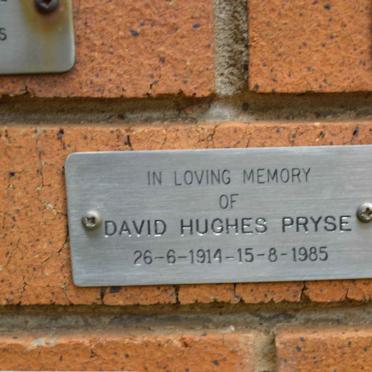 IN LOVING MEMORY
OF
DAVID HUGHES PRYSE
26-6-1914-15-8-1985